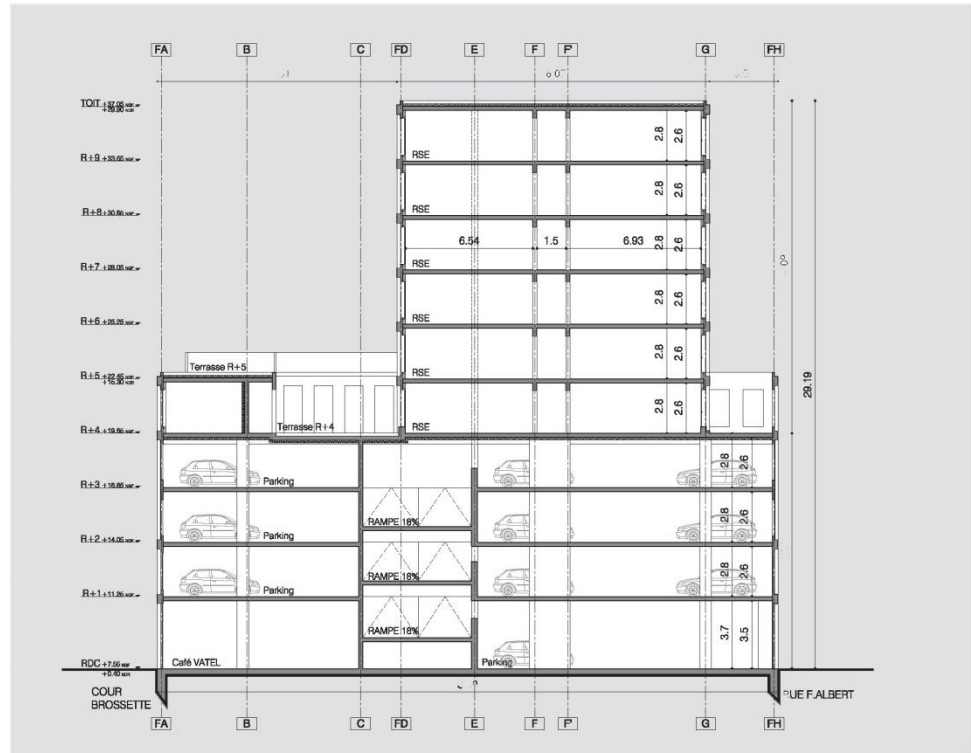 FA B C FD E F F' G FH
TOIT +37.05
+29.90
R+9 +33.65
R+8 +30.85
R+7 +28.05
R+6 +25.25
R+5 +22.45
+15.30
R+4 +19.65
R+3 +16.85
R+2 +14.05
R+1 +11.25
RDC +7.55
+0.40
RSE
2.8 2.6
RSE
2.8 2.6
RSE
2.8 2.6
6.54 1.5 6.93
RSE
2.8 2.6
RSE
2.8 2.6
Terrasse R+5
Terrasse R+4
RSE
2.8 2.6
29.19
Parking
2.8 2.6
RAMPE 18%
Parking
2.8 2.6
RAMPE 18%
Parking
2.8 2.6
RAMPE 18%
3.7 3.5
Café VATEL
Parking
COUR
BROSSETTE
RUE F.ALBERT
FA B C FD E F F' G FH